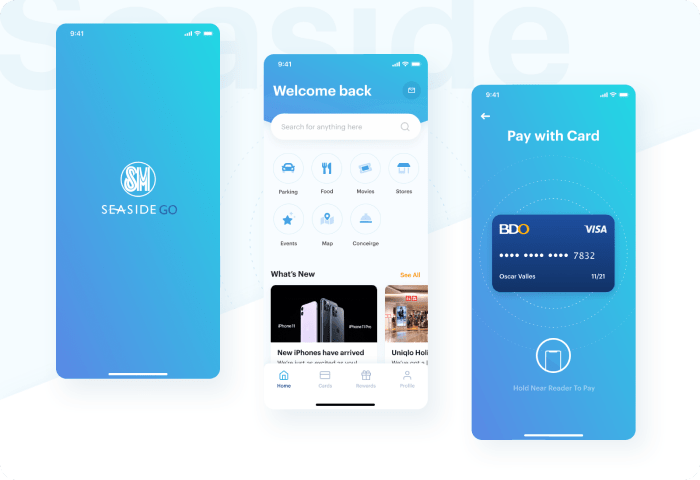 Seaside
9:41
SM
SEASIDE GO
9:41
Welcome back
Search for anything here
Parking
Food
Movies
Stores
Events
Map
Conceirge
What's New
See All
iPhone 11
iPhone 11 Pro
New iPhones have arrived
We're just as excited as you!
Uniqlo Holi
We've got a
Home
Cards
Rewards
Profile
9:41
Pay with Card
BDO
VISA
•••• •••• •••• 7832
Oscar Valles
11/21
Hold Near Reader To Pay